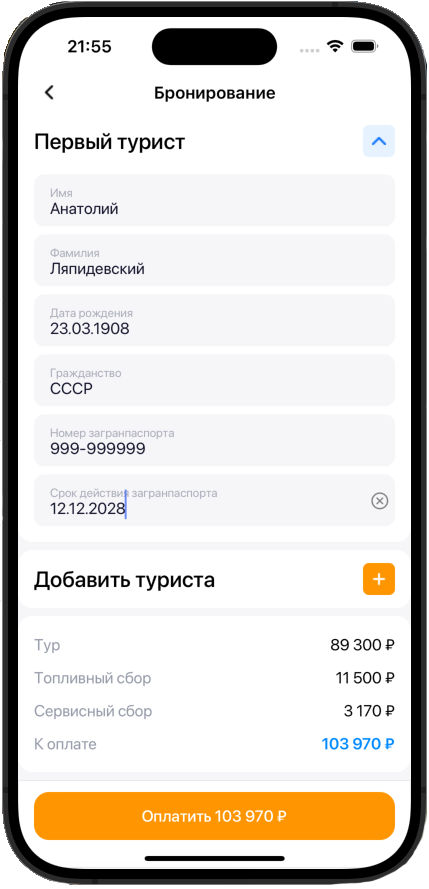 21:55
Бронирование
Первый турист
Имя
Анатолий
Фамилия
Ляпидевский
Дата рождения
23.03.1908
Гражданство
СССР
Номер загранпаспорта
999-999999
Срок действия загранпаспорта
12.12.2028
Добавить туриста
Тур 89 300 ₽
Топливный сбор 11 500 ₽
Сервисный сбор 3 170 ₽
К оплате 103 970 ₽
Оплатить 103 970 ₽